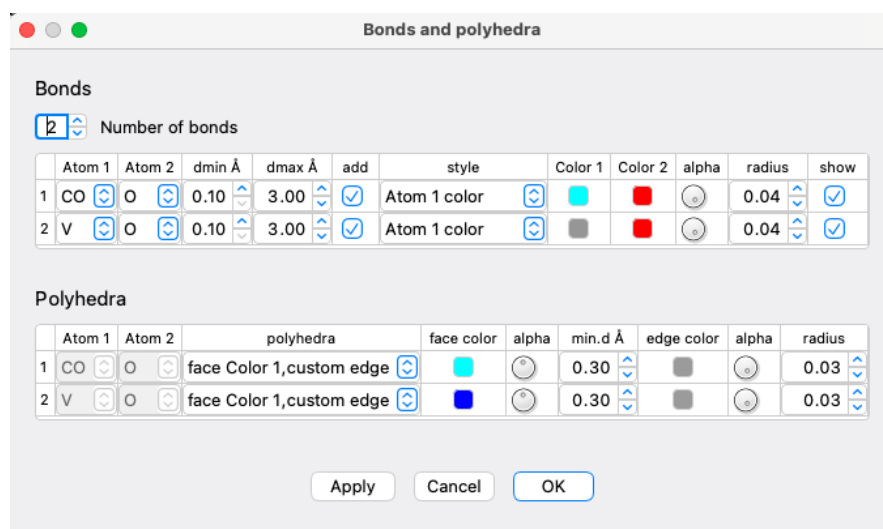 Bonds and polyhedra
Bonds
2 Number of bonds
Atom 1 Atom 2 dmin Å dmax Å add style Color 1 Color 2 alpha radius show
1 CO O 0.10 3.00 Atom 1 color 0.04
2 V O 0.10 3.00 Atom 1 color 0.04
Polyhedra
Atom 1 Atom 2 polyhedra face color alpha min.d Å edge color alpha radius
1 CO O face Color 1,custom edge 0.30 0.03
2 V O face Color 1,custom edge 0.30 0.03
Apply Cancel OK